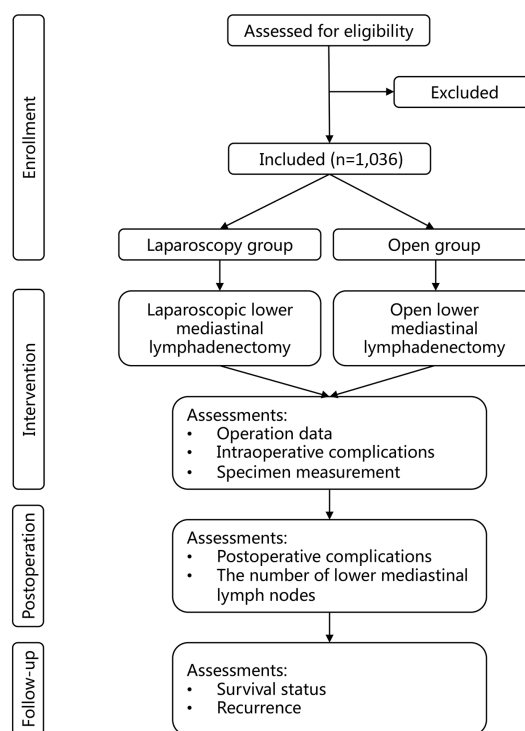 Enrollment
Assessed for eligibility
Excluded
Included (n=1,036)
Laparoscopy group
Open group
Intervention
Laparoscopic lower
mediastinal
lymphadenectomy
Open lower
mediastinal
lymphadenectomy
Assessments:
• Operation data
• Intraoperative complications
• Specimen measurement
Postoperation
Assessments:
• Postoperative complications
• The number of lower mediastinal
lymph nodes
Follow-up
Assessments:
• Survival status
• Recurrence